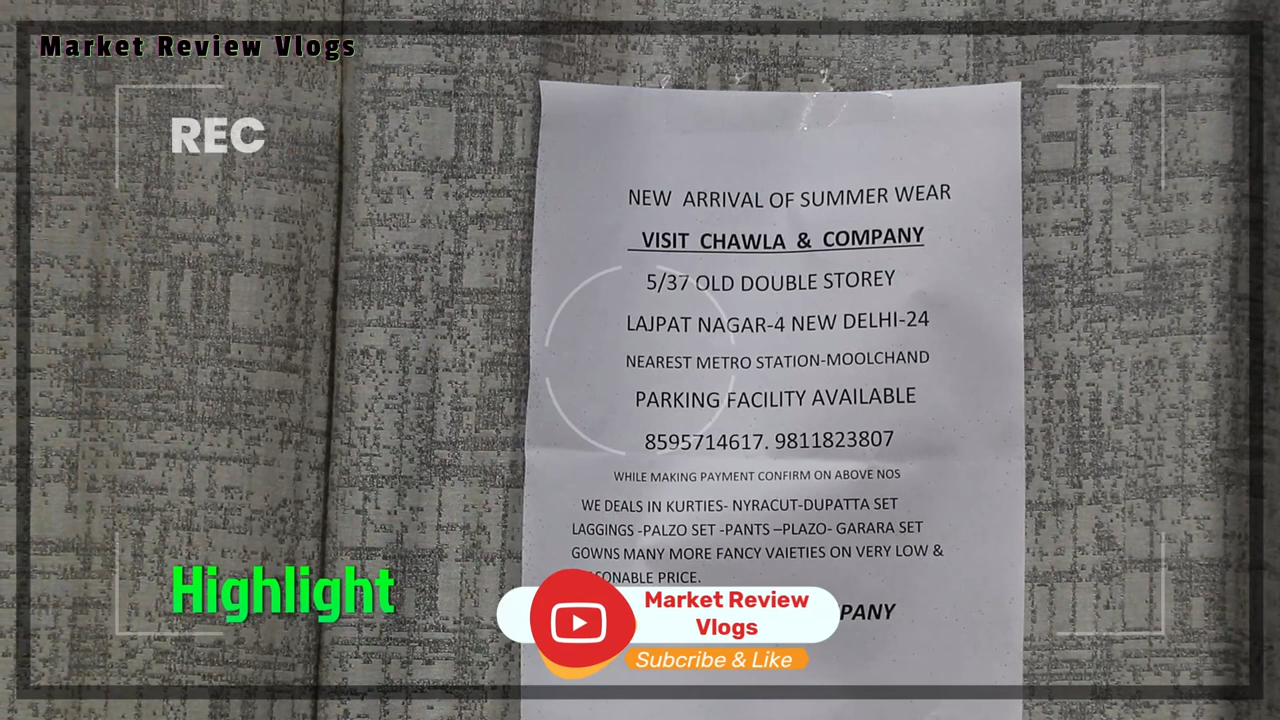 Market Review Vlogs
REC
NEW ARRIVAL OF SUMMER WEAR
VISIT CHAWLA & COMPANY
5/37 OLD DOUBLE STOREY
LAJPAT NAGAR-4 NEW DELHI-24
NEAREST METRO STATION-MOOLCHAND
PARKING FACILITY AVAILABLE
8595714617. 9811823807
WHILE MAKING PAYMENT CONFIRM ON ABOVE NOS
WE DEALS IN KURTIES- NYRACUT-DUPATTA SET
LAGGINGS -PALZO SET -PANTS –PLAZO- GARARA SET
GOWNS MANY MORE FANCY VAIETIES ON VERY LOW &
PRICE.
Highlight
Market Review
Vlogs
Subcribe & Like